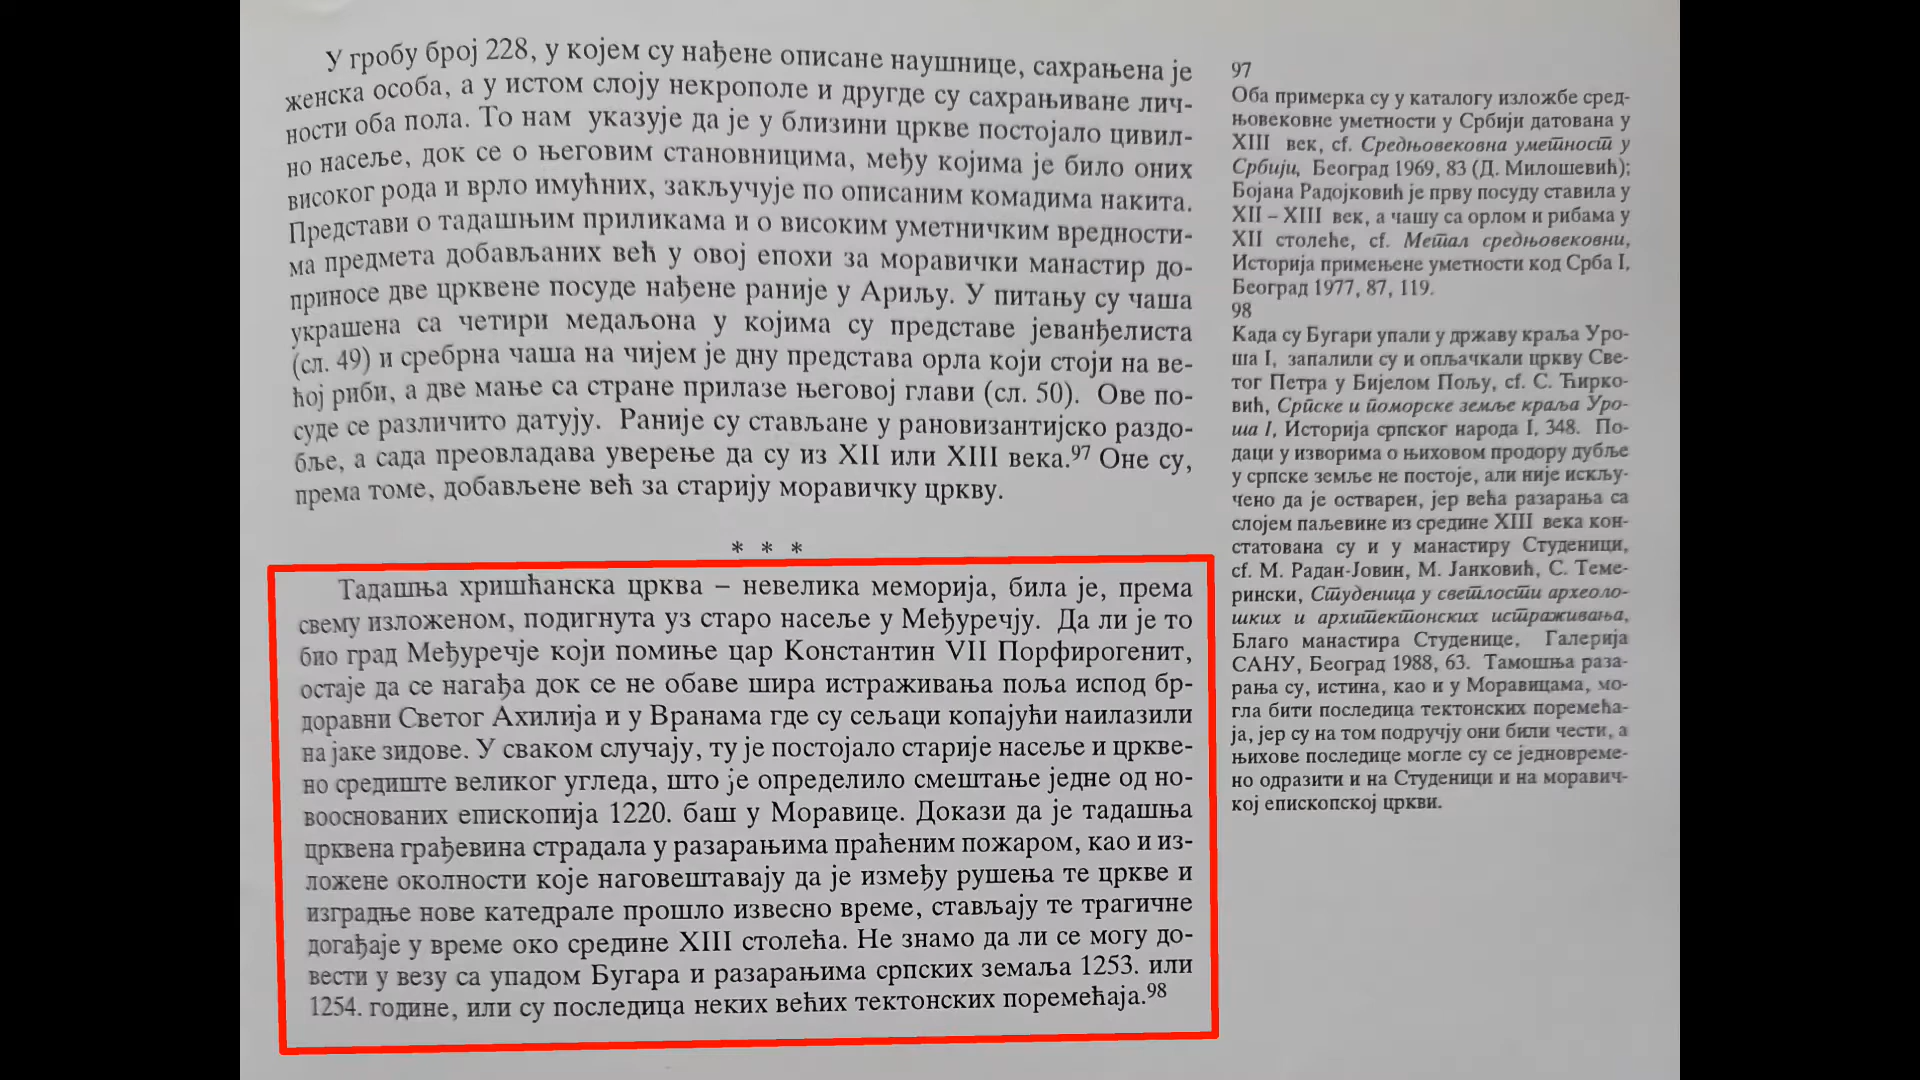 У гробу број 228, у којем су нађене описане наушнице, сахрањена је
женска особа, а у истом слоју некрополе и другде су сахрањиване лич-
ности оба пола. То нам указује да је у близини цркве постојало цивил-
но насеље, док се о његовим становницима, међу којима је било оних
високог рода и врло имућних, закључује по описаним комадима накита.
Представи о тадашњим приликама и о високим уметничким вредности-
ма предмета добављаних већ у овој епохи за моравички манастир до-
приносе две црквене посуде нађене раније у Ариљу. У питању су чаша
украшена са четири медаљона у којима су представе јеванђелиста
(сл. 49) и сребрна чаша на чијем је дну представа орла који стоји на ве-
ћој риби, а две мање са стране прилазе његовој глави (сл. 50). Ове по-
суде се различито датују. Раније су стављане у рановизантијско раздо-
бље, а сада преовладава уверење да су из XII или XIII века.97 Оне су,
према томе, добављене већ за старију моравичку цркву.
* * *
Тадашња хришћанска црква – невелика меморија, била је, према
свему изложеном, подигнута уз старо насеље у Међуречју. Да ли је то
био град Међуречје који помиње цар Константин VII Порфирогенит,
остаје да се нагађа док се не обаве шира истраживања поља испод бр-
доравни Светог Ахилија и у Вранама где су сељаци копајући наилазили
на јаке зидове. У сваком случају, ту је постојало старије насеље и цркве-
но средиште великог угледа, што је определило смештање једне од но-
воoснованих епископија 1220. баш у Моравице. Докази да је тадашња
црквена грађевина страдала у разарањима праћеним пожаром, као и из-
ложене околности које наговештавају да је између рушења те цркве и
изградње нове катедрале прошло извесно време, стављају те трагичне
догађаје у време око средине XIII столећа. Не знамо да ли се могу до-
вести у везу са упадом Бугара и разарањима српских земаља 1253. или
1254. године, или су последица неких већих тектонских поремећаја.98
97
Оба примерка су у каталогу изложбе сред-
њовековне уметности у Србији датована у
XIII век, cf. Средњовековна уметност у
Србији, Београд 1969, 83 (Д. Милошевић);
Бојана Радојковић је прву посуду ставила у
XII – XIII век, а чашу са орлом и рибама у
XII столеће, cf. Метал средњовековни,
Историја примењене уметности код Срба I,
Београд 1977, 87, 119.
98
Када су Бугари упали у државу краља Уро-
ша I, запалили су и опљачкали цркву Све-
тог Петра у Бијелом Пољу, cf. С. Ћирко-
вић, Српске и поморске земље краља Уро-
ша I, Историја српског народа I, 348. По-
даци у изворима о њиховом продору дубље
у српске земље не постоје, али није искљу-
чено да је остварен, јер већа разарања са
слојем паљевине из средине XIII века кон-
статована су и у манастиру Студеници,
cf. М. Радан-Јовин, М. Јанковић, С. Теме-
рински, Студеница у светлости археоло-
шких и архитектонских истраживања,
Благо манастира Студенице, Галерија
САНУ, Београд 1988, 63. Тамошња раза-
рања су, истина, као и у Моравицама, мо-
гла бити последица тектонских поремећа-
ја, јер су на том подручју они били чести, а
њихове последице могле су се једновреме-
но одразити и на Студеници и на моравич-
кој епископској цркви.